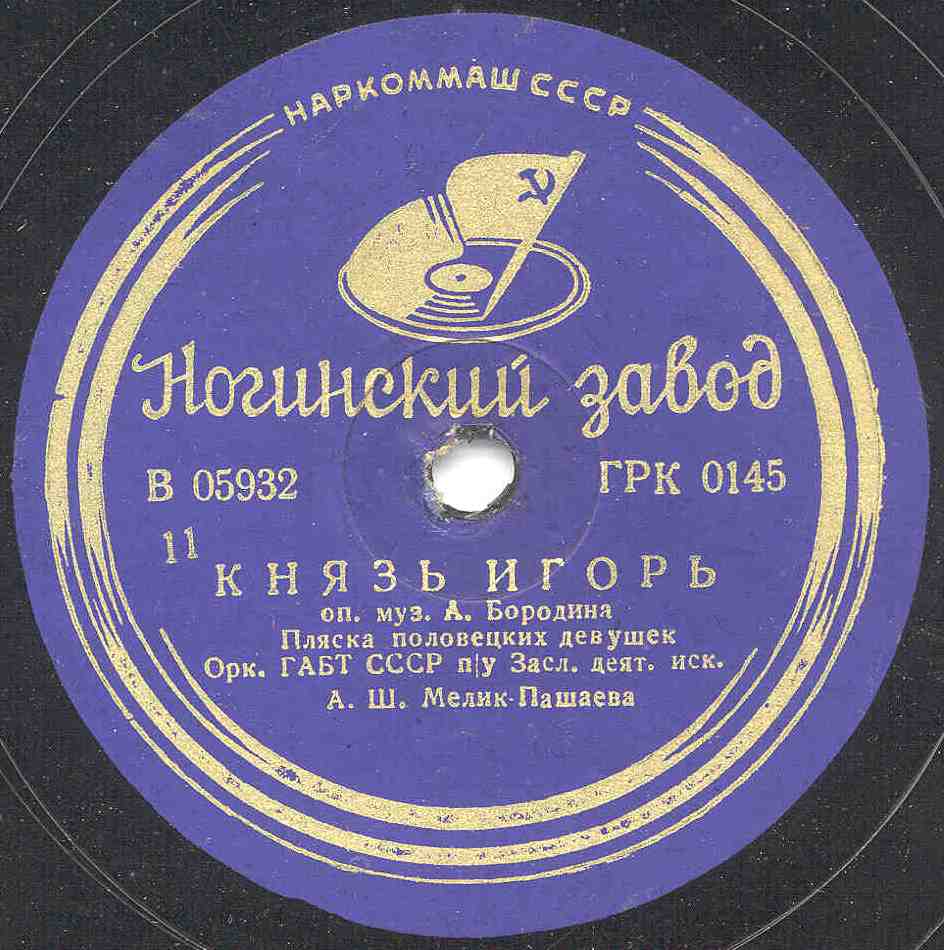 НАРКОММАШ СССР
Ногинский завод
В 05932 ГРК 0145
11
КНЯЗЬ ИГОРЬ
оп. муз. А. Бородина
Пляска половецких девушек
Орк. ГАБТ СССР п/у Засл. деят. иск.
А. Ш. Мелик-Пашаева